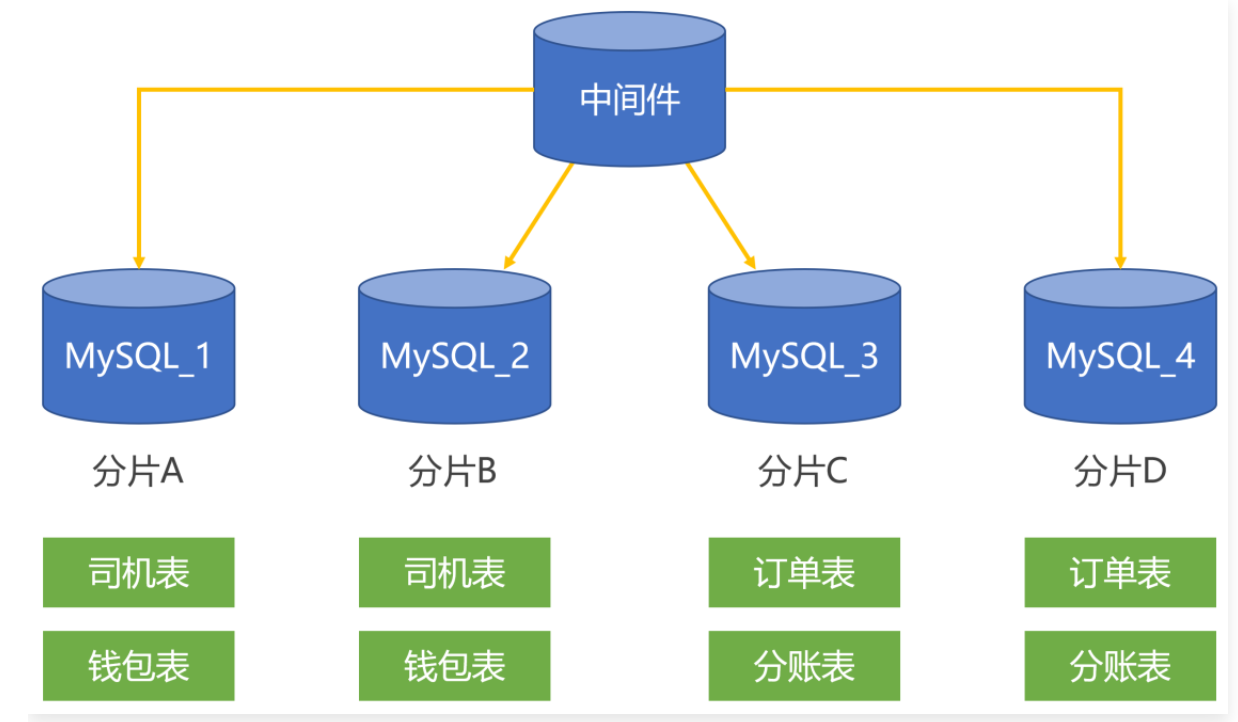 中间件
MySQL_1
MySQL_2
MySQL_3
MySQL_4
分片A
分片B
分片C
分片D
司机表
司机表
订单表
订单表
钱包表
钱包表
分账表
分账表